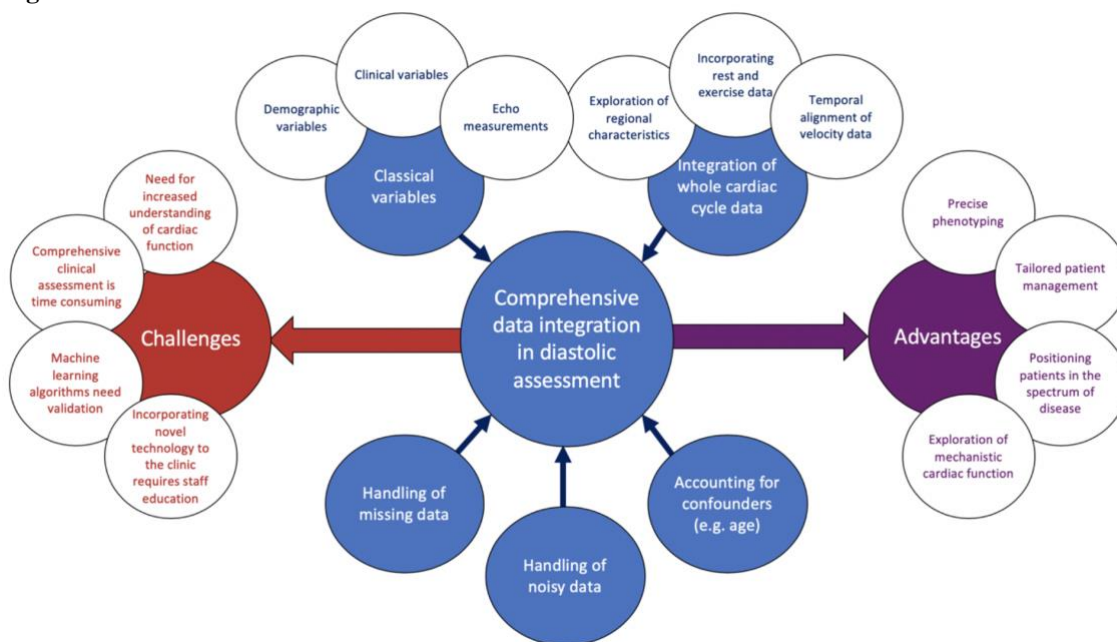 Clinical variables
Demographic
variables
Echo
measurements
Classical
variables
Incorporating
rest and
exercise data
Exploration of
regional
characteristics
Temporal
alignment of
velocity data
Integration of
whole cardiac
cycle data
Need for
increased
understanding
of cardiac
function
Comprehensive
clinical
assessment is
time consuming
Challenges
Machine
learning
algorithms need
validation
Incorporating
novel
technology to
the clinic
requires staff
education
Comprehensive
data integration
in diastolic
assessment
Precise
phenotyping
Tailored patient
management
Advantages
Positioning
patients in the
spectrum of
disease
Exploration of
mechanistic
cardiac function
Handling of
missing data
Handling of
noisy data
Accounting for
confounders
(e.g. age)